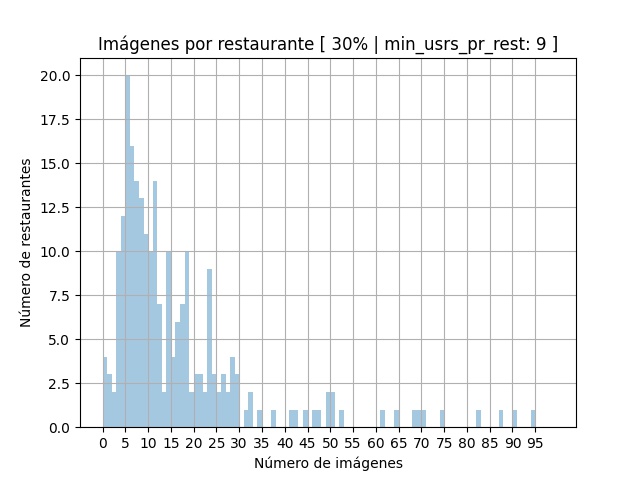 Imágenes por restaurante [ 30% | min_usrs_pr_rest: 9 ]
20.0
17.5
15.0
12.5
10.0
7.5
5.0
2.5
0.0
Número de restaurantes
0 5 10 15 20 25 30 35 40 45 50 55 60 65 70 75 80 85 90 95
Número de imágenes